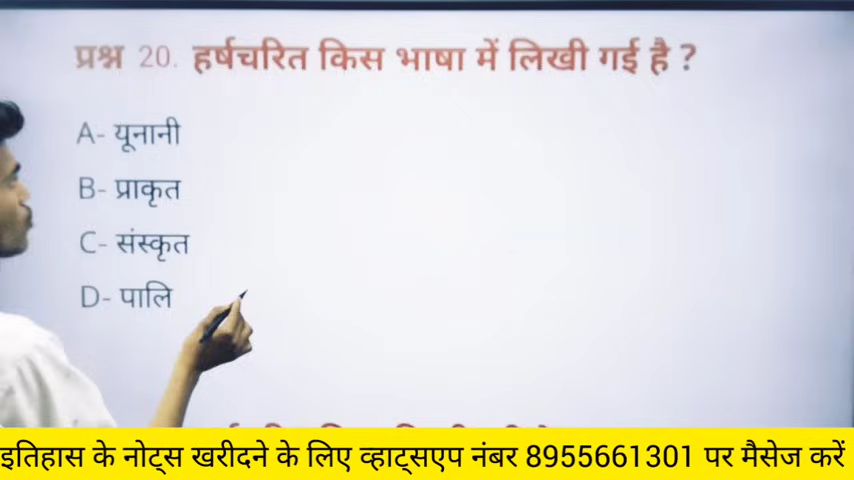 प्रश्न 20. हर्षचरित किस भाषा में लिखी गई है ?
A- यूनानी
B- प्राकृत
C- संस्कृत
D- पालि
इतिहास के नोट्स खरीदने के लिए व्हाट्सएप नंबर 8955661301 पर मैसेज करें